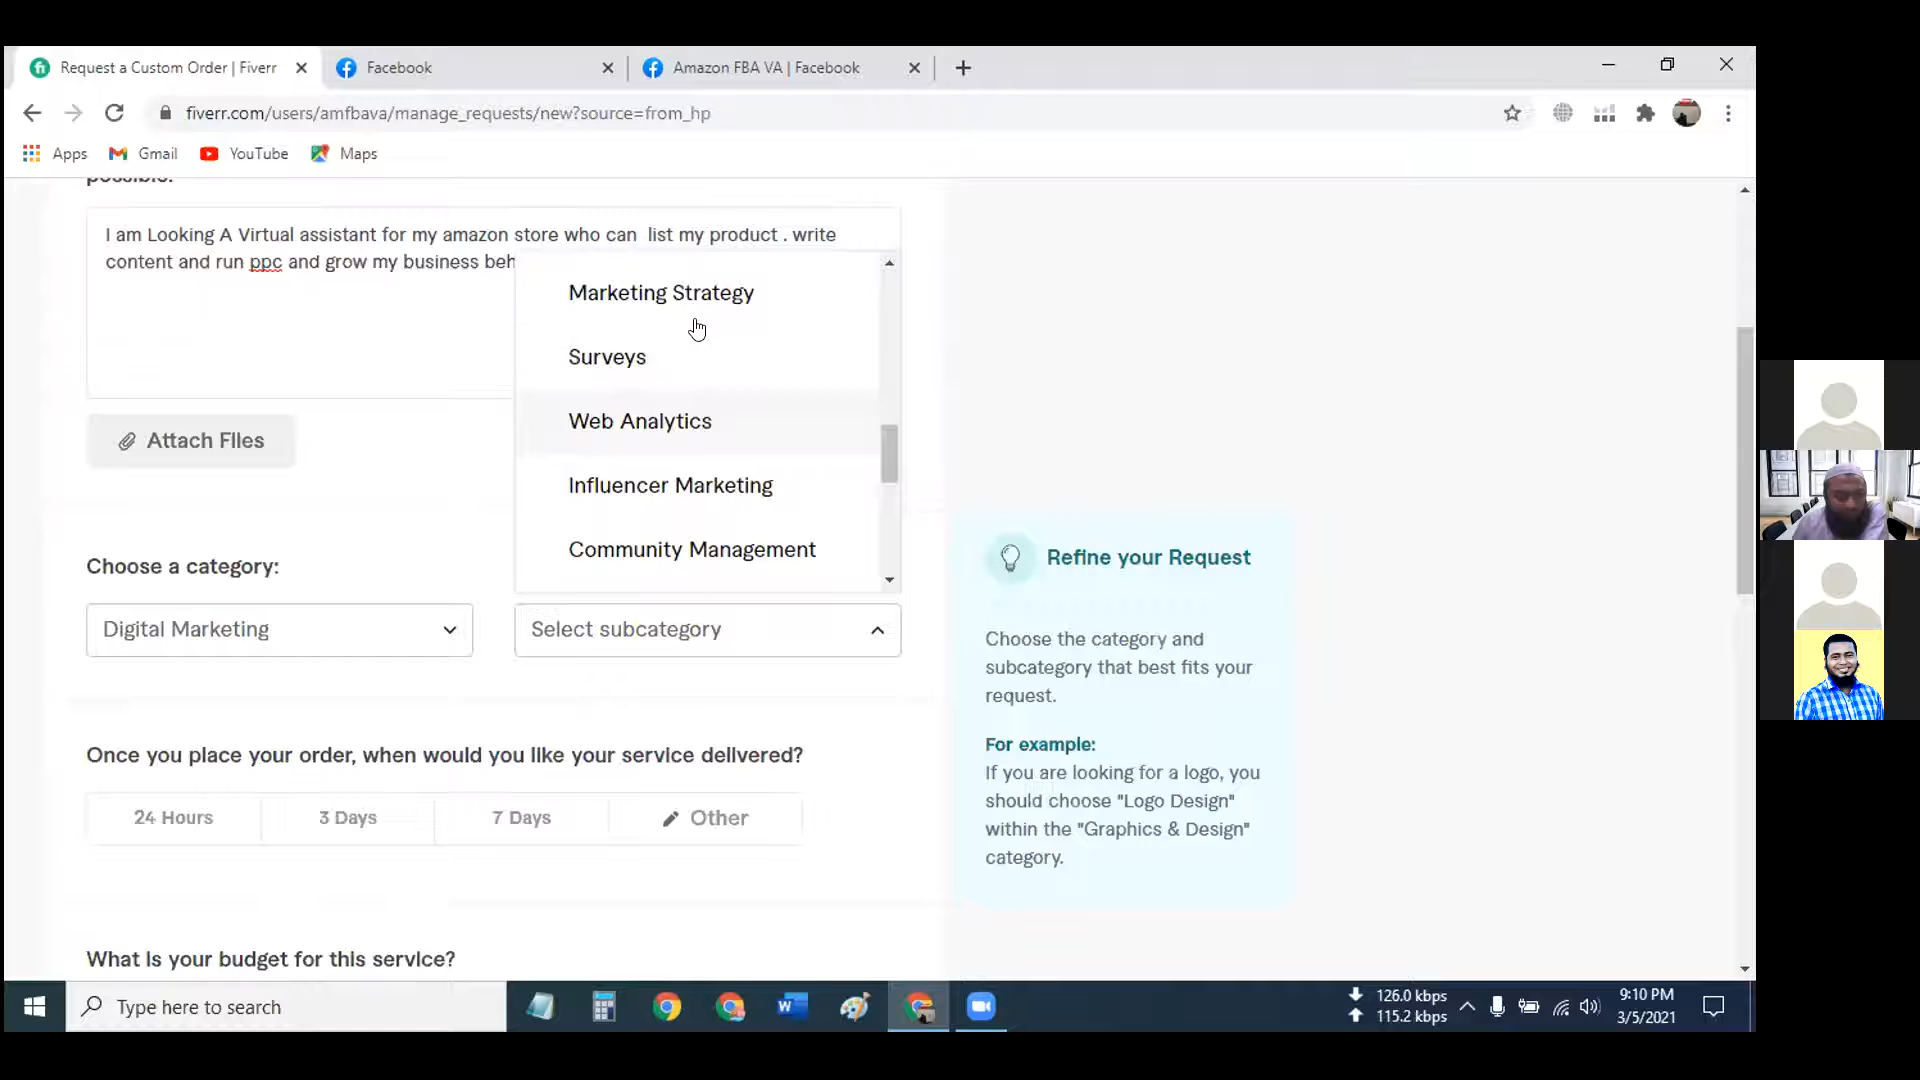 Request a Custom Order | Fiverr
Facebook
Amazon FBA VA | Facebook
fiverr.com/users/amfbava/manage_requests/new?source=from_hp
Apps
Gmail
YouTube
Maps
possible:
I am Looking A Virtual assistant for my amazon store who can list my product . write
content and run ppc and grow my business beh
Marketing Strategy
Surveys
Web Analytics
Influencer Marketing
Community Management
Attach Files
Choose a category:
Digital Marketing
Select subcategory
Refine your Request
Choose the category and
subcategory that best fits your
request.
For example:
If you are looking for a logo, you
should choose "Logo Design"
within the "Graphics & Design"
category.
Once you place your order, when would you like your service delivered?
24 Hours
3 Days
7 Days
Other
What is your budget for this service?
Type here to search
126.0 kbps
115.2 kbps
9:10 PM
3/5/2021